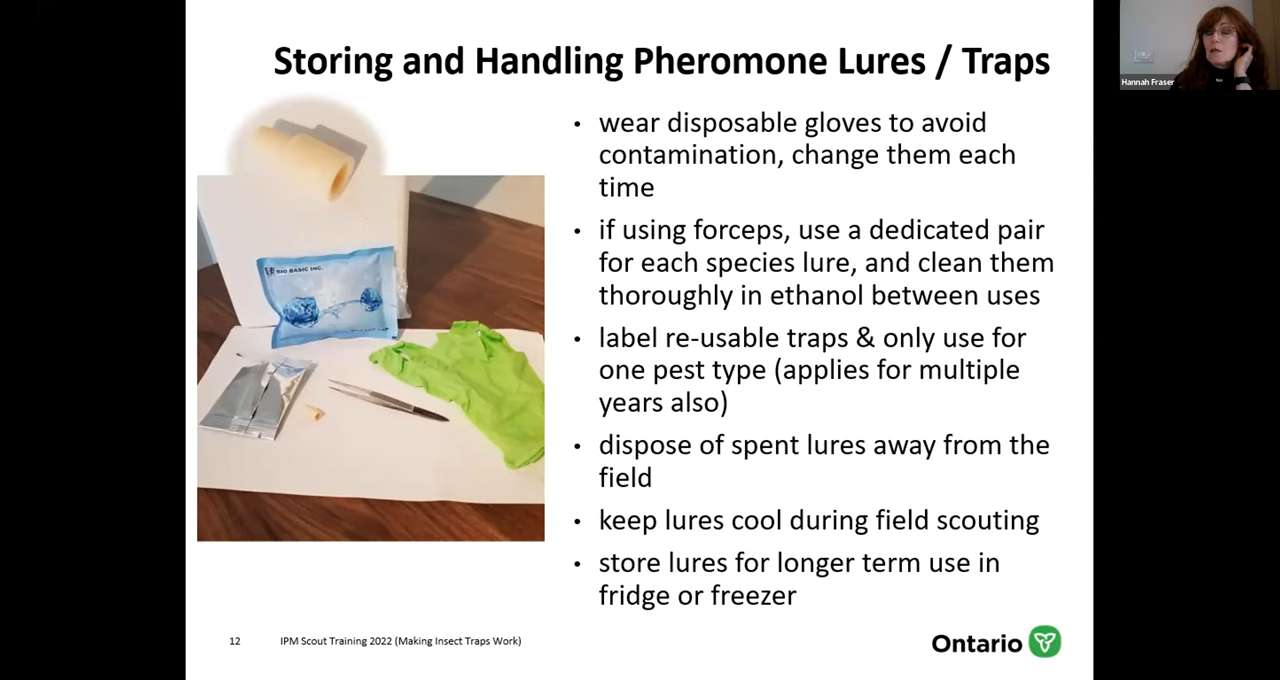 Storing and Handling Pheromone Lures / Traps
Hannah Fraser
• wear disposable gloves to avoid
contamination, change them each
time
• if using forceps, use a dedicated pair
for each species lure, and clean them
thoroughly in ethanol between uses
• label re-usable traps & only use for
one pest type (applies for multiple
years also)
• dispose of spent lures away from the
field
• keep lures cool during field scouting
• store lures for longer term use in
fridge or freezer
BIO BASIC INC.
12
IPM Scout Training 2022 (Making Insect Traps Work)
Ontario